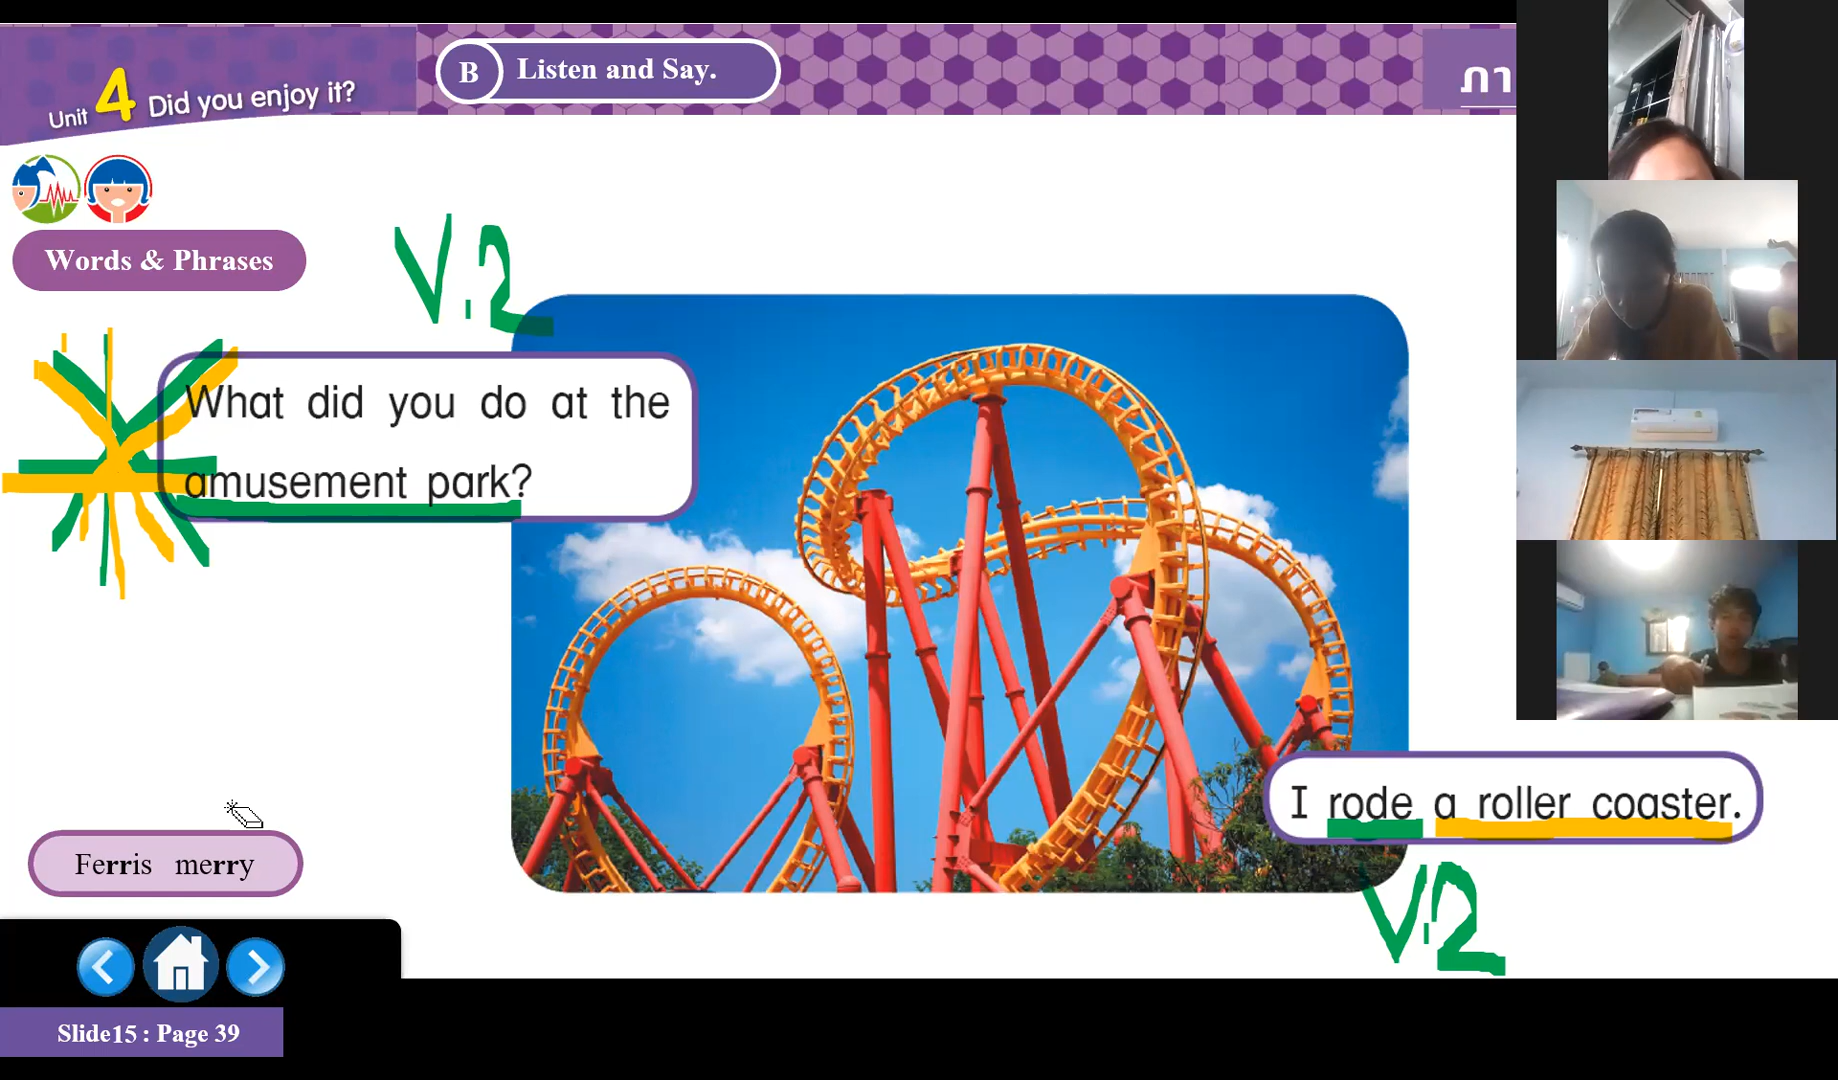 Unit 4 Did you enjoy it?
B Listen and Say.
ภา
Words & Phrases
V.2
What did you do at the
amusement park?
I rode a roller coaster.
V.2
Ferris merry
Slide15 : Page 39